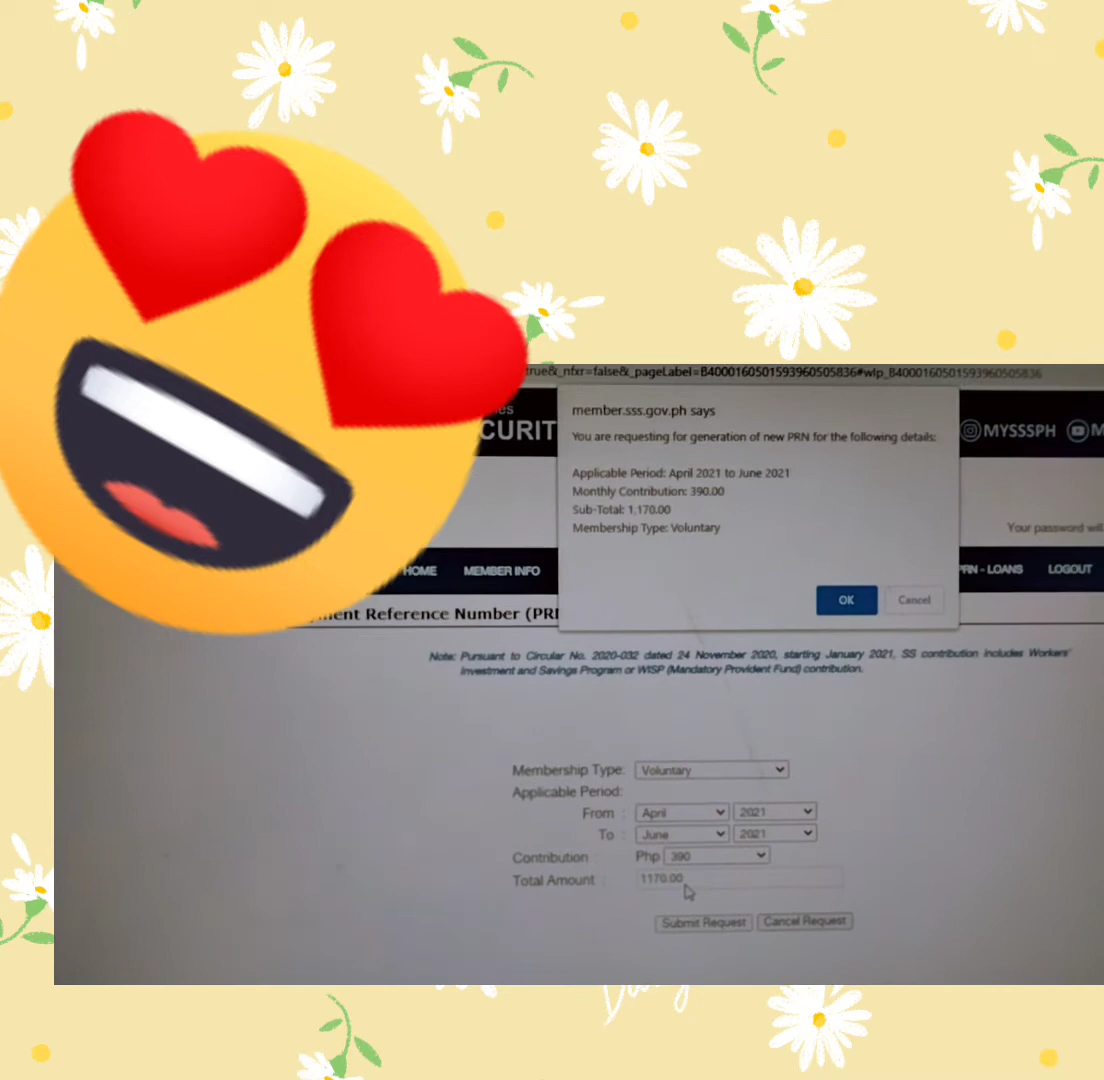 true&_nfxr=false&_pageLabel=B4000160501593960505836#wlp_B4000160501593960505836
CURIT
MYSSSPH
member.sss.gov.ph says
You are requesting for generation of new PRN for the following details:
Applicable Period: April 2021 to June 2021
Monthly Contribution: 390.00
Sub-Total: 1,170.00
Membership Type: Voluntary
Your password will
HOME MEMBER INFO PRN - LOANS LOGOUT
OK Cancel
ment Reference Number (PRI
Note: Pursuant to Circular No. 2020-032 dated 24 November 2020, starting January 2021, SS contribution includes Workers'
Investment and Savings Program or WISP (Mandatory Provident Fund) contribution.
Membership Type: Voluntary
Applicable Period:
From : April 2021
To : June 2021
Contribution : Php 390
Total Amount : 1170.00
Submit Request Cancel Request